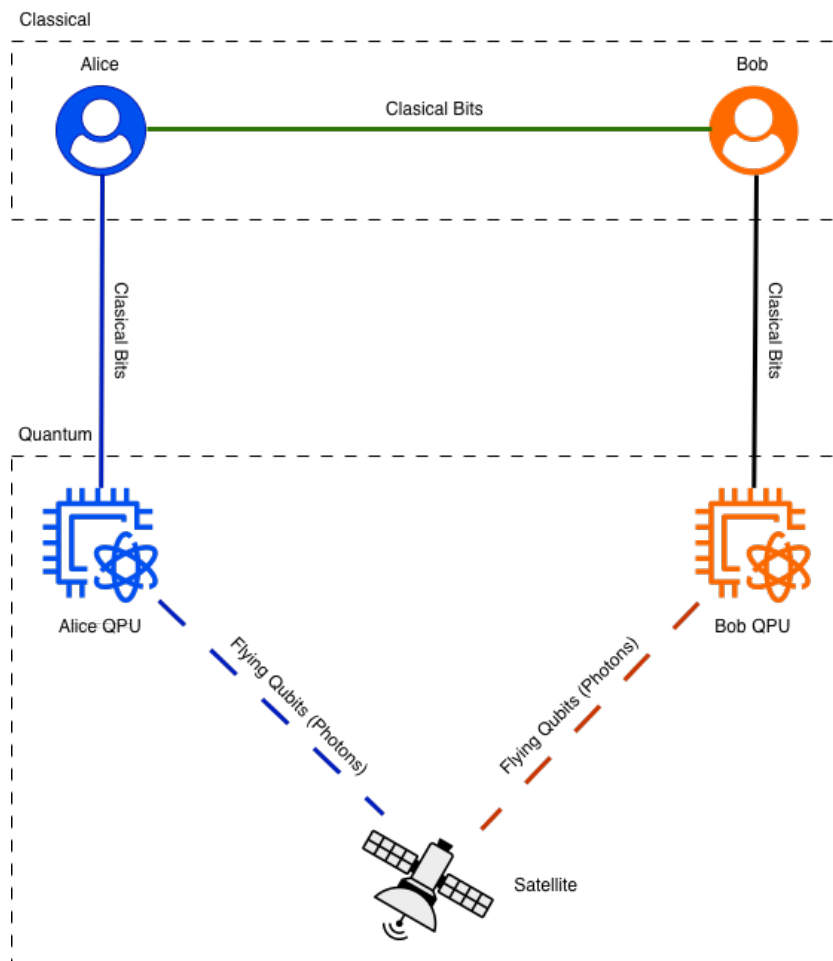 Classical
Alice
Bob
Clasical Bits
Clasical Bits
Clasical Bits
Quantum
Alice QPU
Bob QPU
Flying Qubits (Photons)
Flying Qubits (Photons)
Satellite